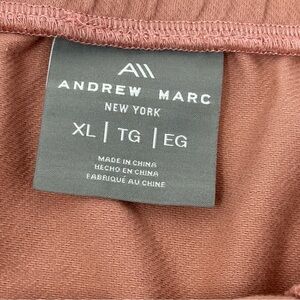 ANDREW MARC
NEW YORK
XL | TG | EG
MADE IN CHINA
HECHO EN CHINA
FABRIQUÉ AU CHINE